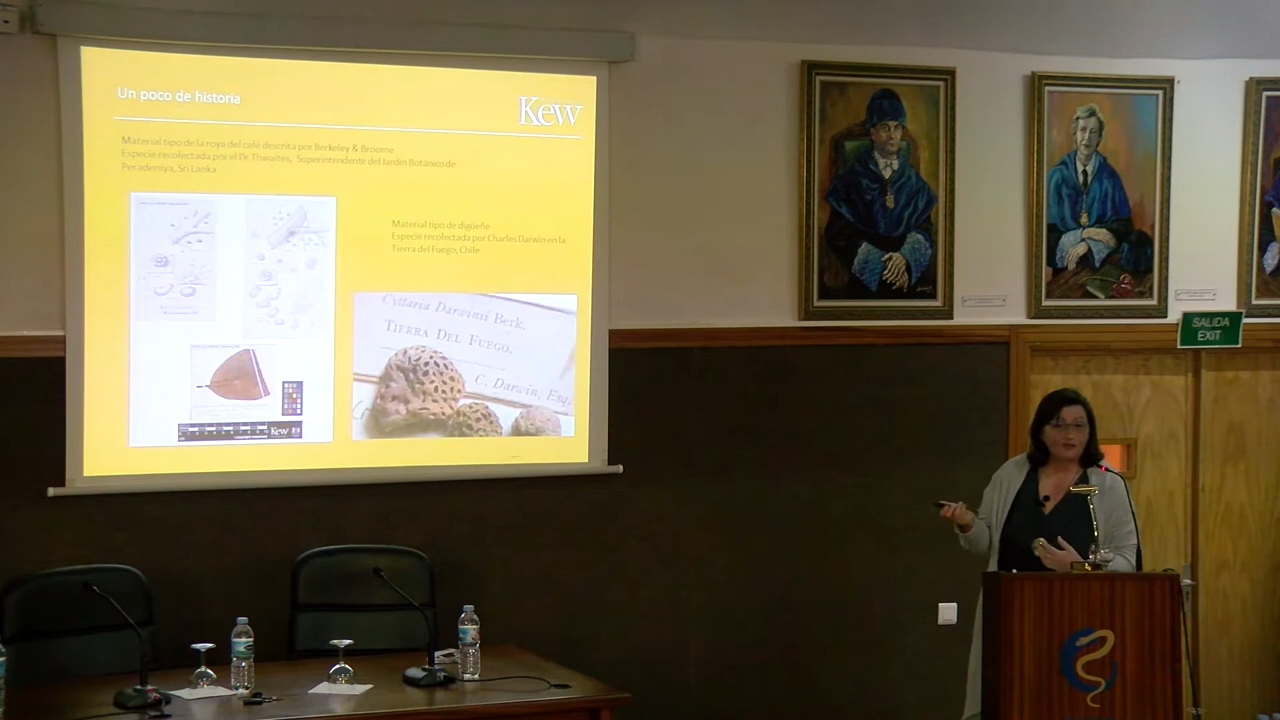 Un poco de historia
Kew
Material tipo de la roya del café descrita por Berkeley & Broome
Especie recolectada por el Dr Thwaites, Superintendente del Jardín Botánico de
Peradeniya, Sri Lanka
Material tipo de digüeñe
Especie recolectada por Charles Darwin en la
Tierra del Fuego, Chile
Cyttaria Darwinii Berk.
TIERRA DEL FUEGO.
C. Darwin, Esq.
Kew
SALIDA
EXIT